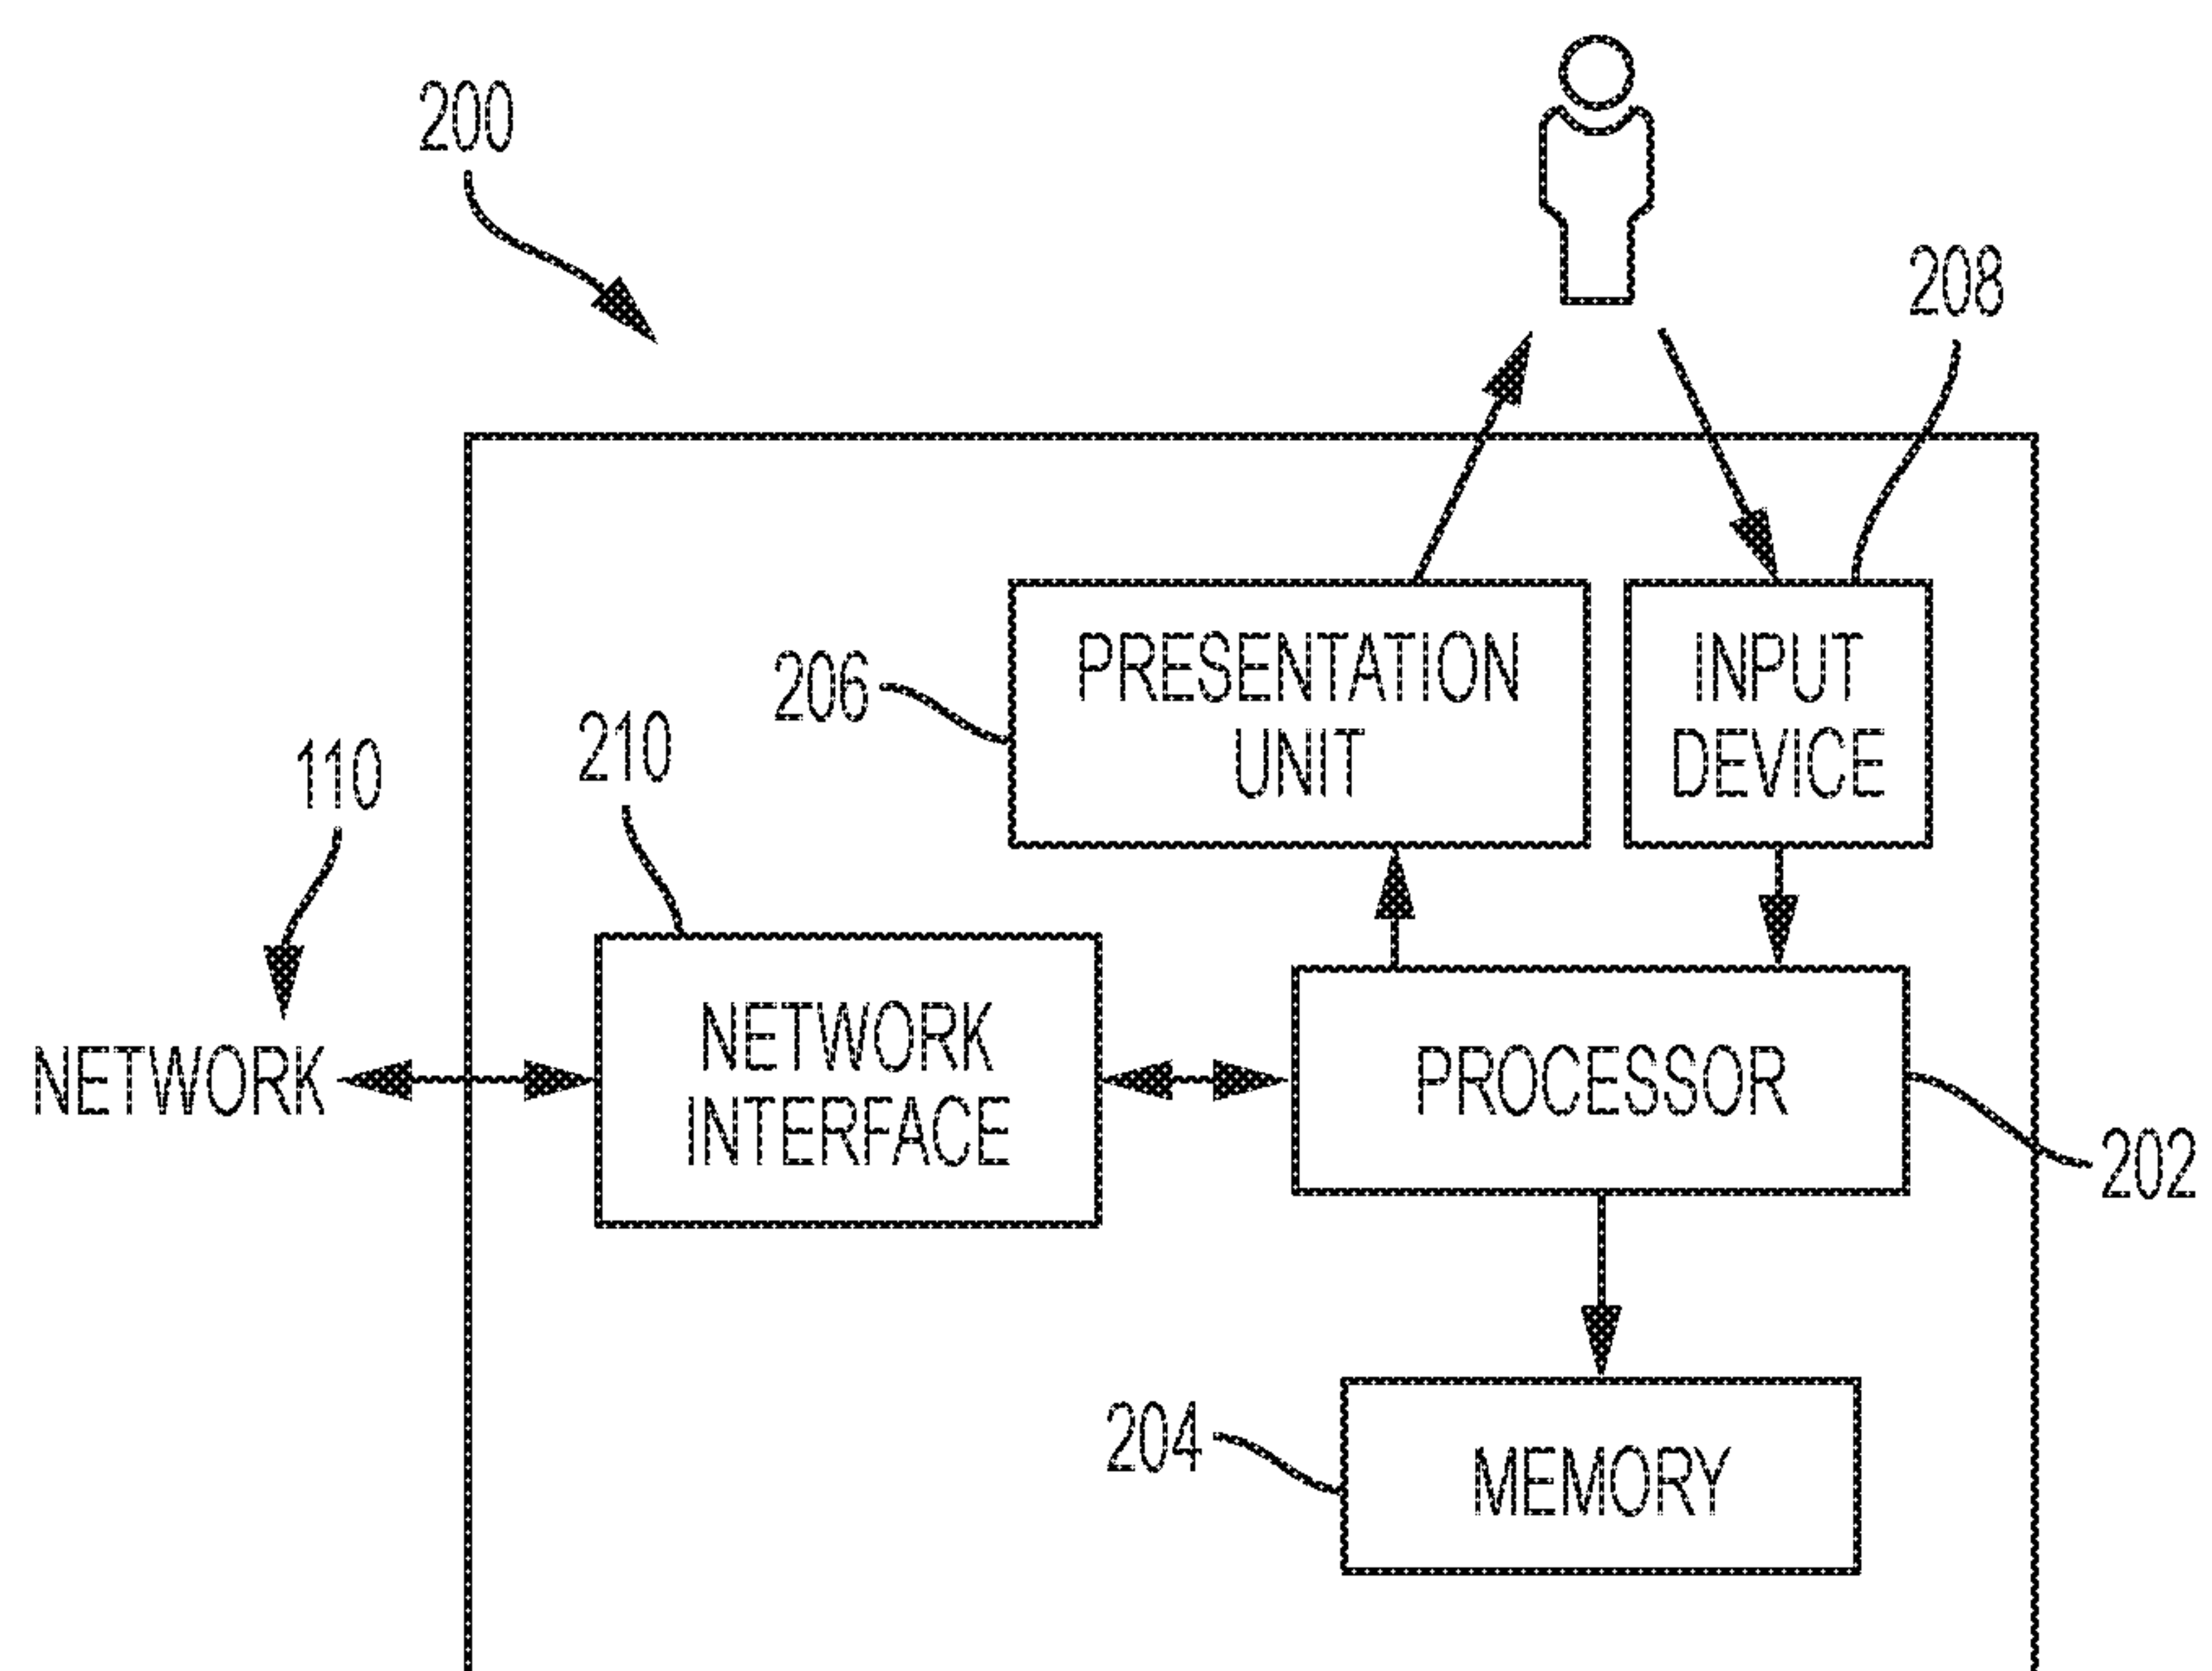 200
208
206
PRESENTATION
UNIT
INPUT
DEVICE
210
110
NETWORK
NETWORK
INTERFACE
PROCESSOR
202
204
MEMORY